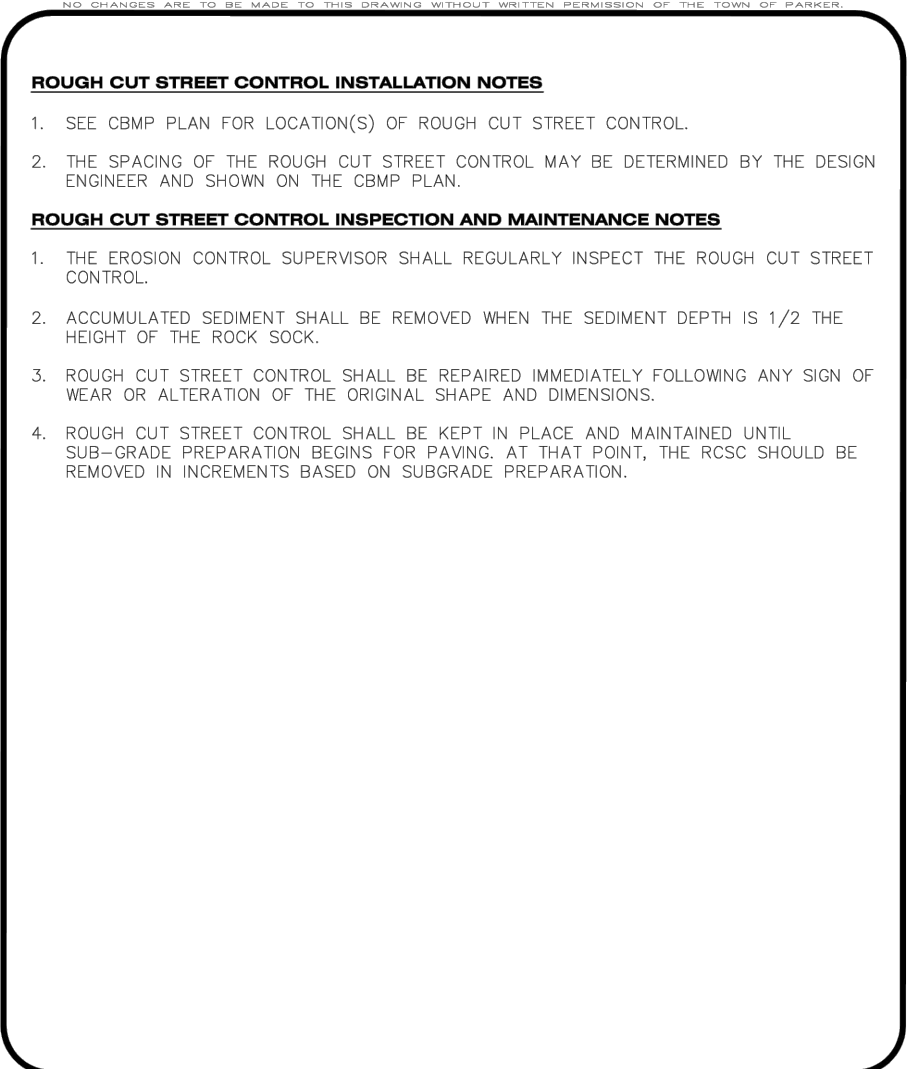 NO CHANGES ARE TO BE MADE TO THIS DRAWING WITHOUT WRITTEN PERMISSION OF THE TOWN OF PARKER.
ROUGH CUT STREET CONTROL INSTALLATION NOTES
1. SEE CBMP PLAN FOR LOCATION(S) OF ROUGH CUT STREET CONTROL.
2. THE SPACING OF THE ROUGH CUT STREET CONTROL MAY BE DETERMINED BY THE DESIGN
ENGINEER AND SHOWN ON THE CBMP PLAN.
ROUGH CUT STREET CONTROL INSPECTION AND MAINTENANCE NOTES
1. THE EROSION CONTROL SUPERVISOR SHALL REGULARLY INSPECT THE ROUGH CUT STREET
CONTROL.
2. ACCUMULATED SEDIMENT SHALL BE REMOVED WHEN THE SEDIMENT DEPTH IS 1/2 THE
HEIGHT OF THE ROCK SOCK.
3. ROUGH CUT STREET CONTROL SHALL BE REPAIRED IMMEDIATELY FOLLOWING ANY SIGN OF
WEAR OR ALTERATION OF THE ORIGINAL SHAPE AND DIMENSIONS.
4. ROUGH CUT STREET CONTROL SHALL BE KEPT IN PLACE AND MAINTAINED UNTIL
SUB-GRADE PREPARATION BEGINS FOR PAVING. AT THAT POINT, THE RCSC SHOULD BE
REMOVED IN INCREMENTS BASED ON SUBGRADE PREPARATION.